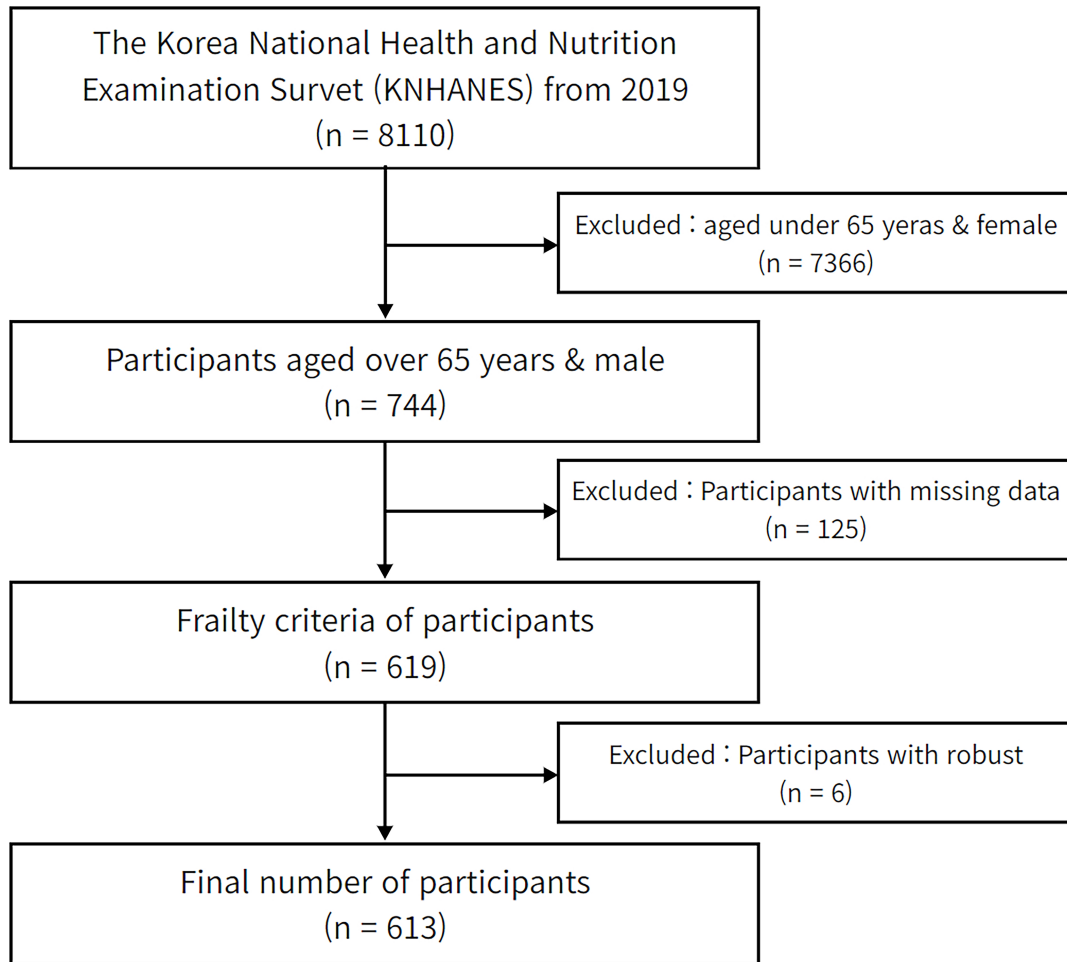 The Korea National Health and Nutrition
Examination Survet (KNHANES) from 2019
(n = 8110)
Excluded : aged under 65 yeras & female
(n = 7366)
Participants aged over 65 years & male
(n = 744)
Excluded : Participants with missing data
(n = 125)
Frailty criteria of participants
(n = 619)
Excluded : Participants with robust
(n = 6)
Final number of participants
(n = 613)